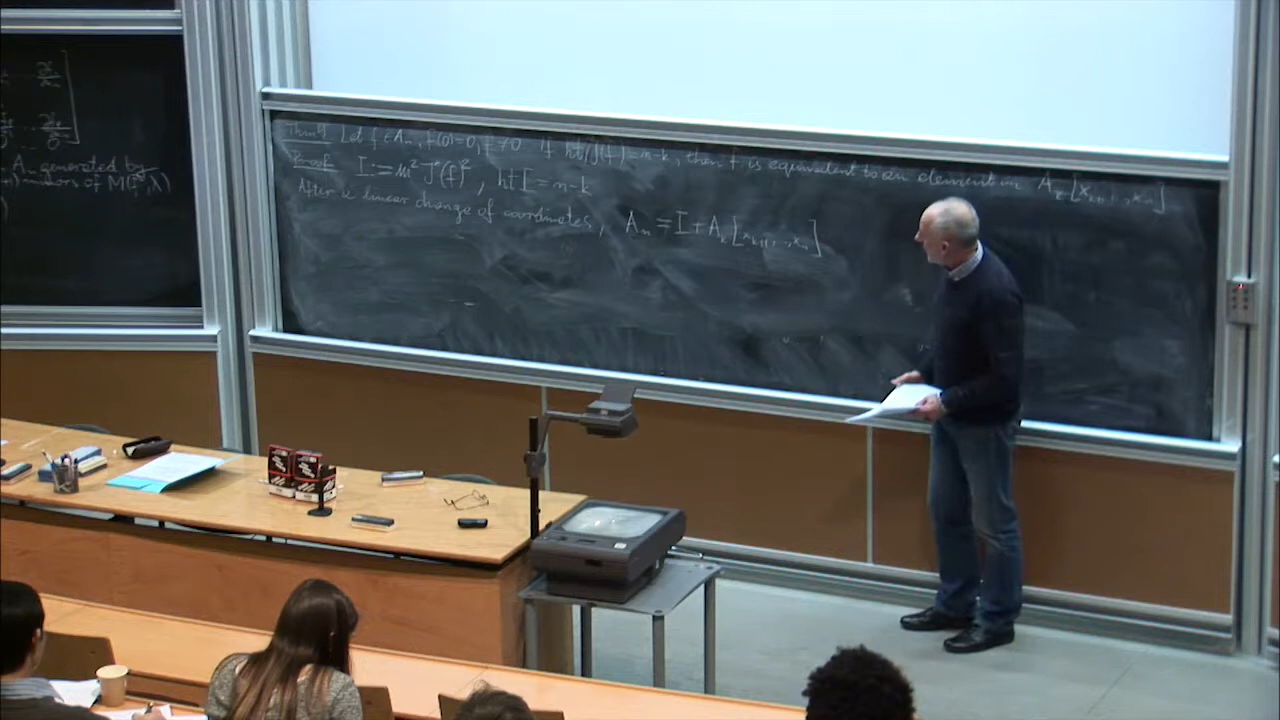 ∂f
∂f
A_n generated by
minors of M(f, λ)
Thm 9 Let f ∈ A_n, f(0)=0, f ≠ 0 If ht(J(f))=n-k, then f is equivalent to an element in A_k[x_{k+1}, .., x_n]
Proof I := m² J(f)², ht I = n-k
After a linear change of coordinates, A_n = I + A_k[x_{k+1}, .., x_n]